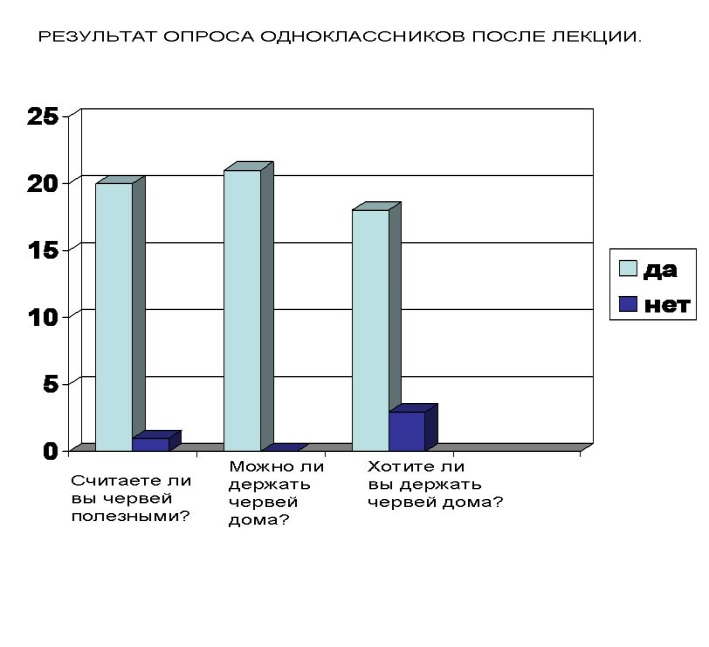 РЕЗУЛЬТАТ ОПРОСА ОДНОКЛАССНИКОВ ПОСЛЕ ЛЕКЦИИ.
25
20
15
10
5
0
да
нет
Считаете ли
вы червей
полезными?
Можно ли
держать
червей
дома?
Хотите ли
вы держать
червей дома?